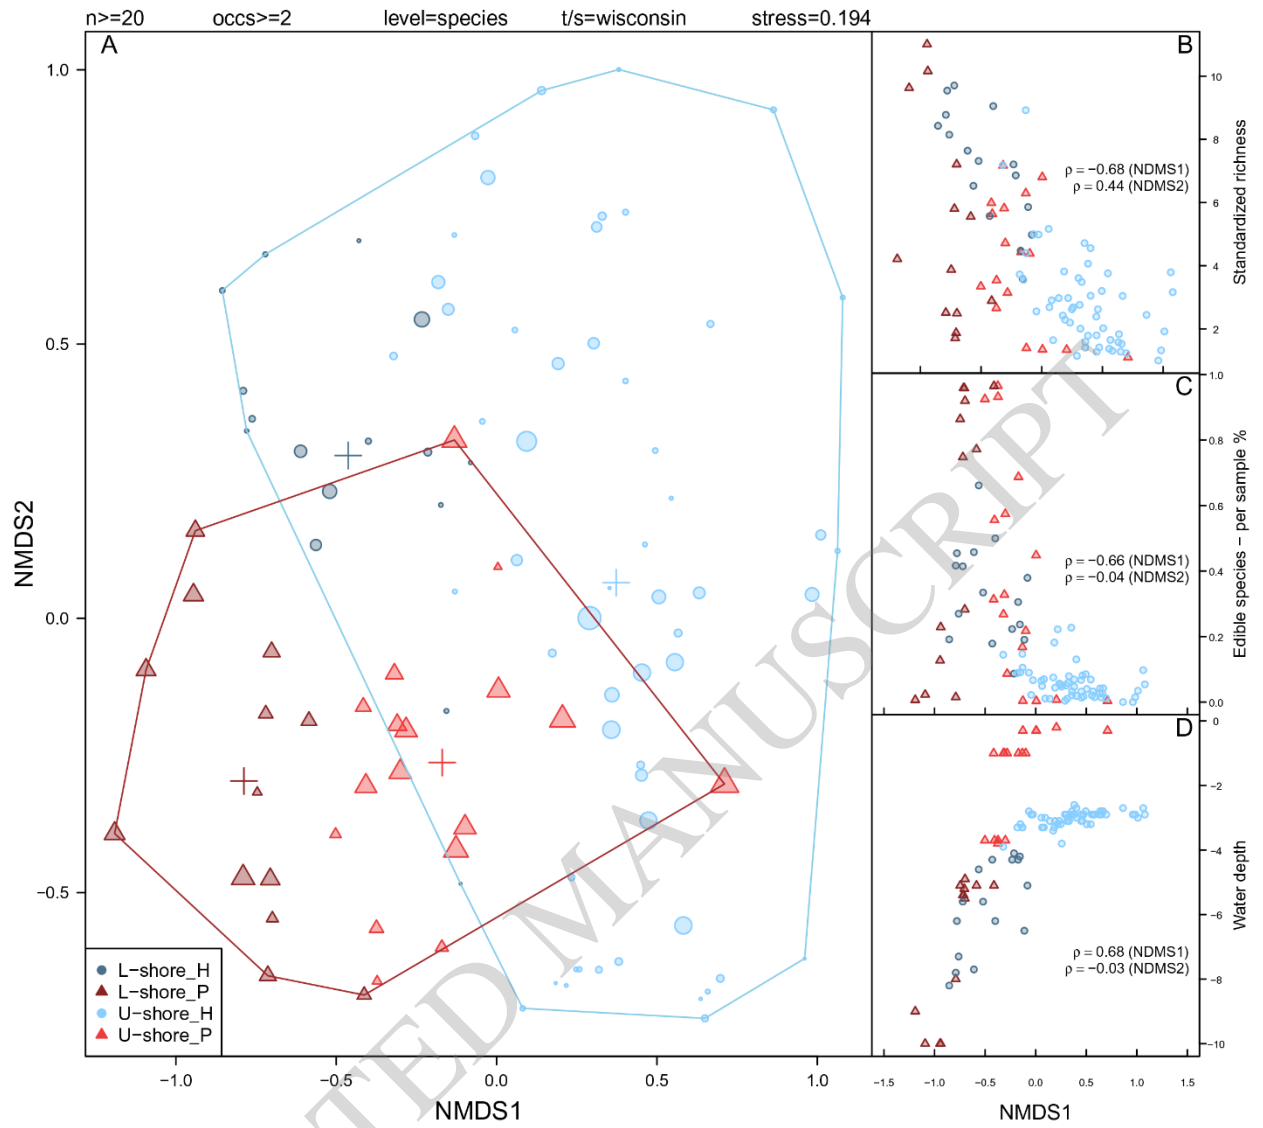 n>=20 occs>=2 level=species t/s=wisconsin stress=0.194
A
1.0
0.5
0.0
−0.5
NMDS2
−1.0 −0.5 0.0 0.5 1.0
NMDS1
L−shore_H
L−shore_P
U−shore_H
U−shore_P
B
ρ = −0.68 (NDMS1)
ρ = 0.44 (NDMS2)
10
8
6
4
2
Standardized richness
C
ρ = −0.66 (NDMS1)
ρ = −0.04 (NDMS2)
1.0
0.8
0.6
0.4
0.2
0.0
Edible species − per sample %
D
ρ = 0.68 (NDMS1)
ρ = −0.03 (NDMS2)
0
−2
−4
−6
−8
−10
Water depth
−1.5 −1.0 −0.5 0.0 0.5 1.0 1.5
NMDS1
TED MANUSCRIPT